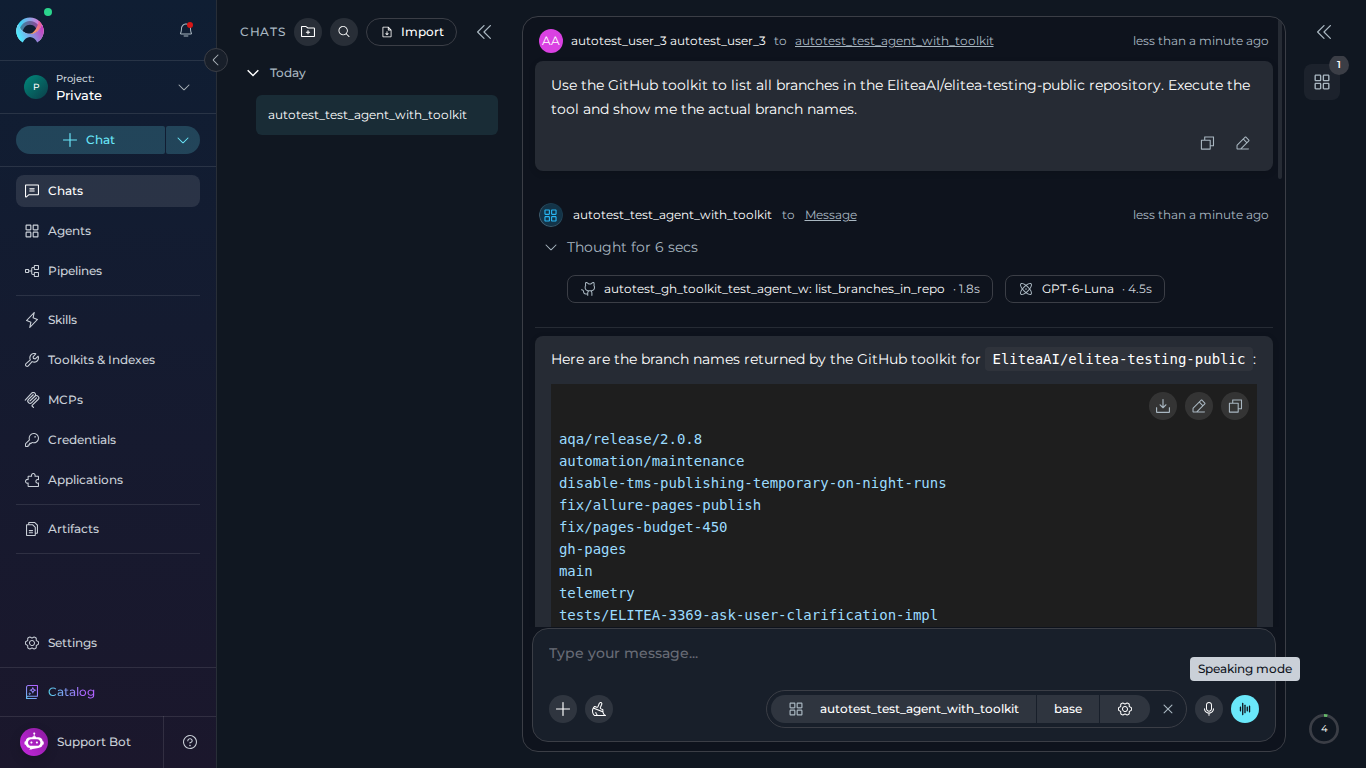 Project:
P
Private
Chat
Chats
Agents
Pipelines
Skills
Toolkits & Indexes
MCPs
Credentials
Applications
Artifacts
Settings
Catalog
Support Bot
CHATS
Import
Today
autotest_test_agent_with_toolkit
AA autotest_user_3 autotest_user_3 to autotest_test_agent_with_toolkit less than a minute ago
Use the GitHub toolkit to list all branches in the EliteaAI/elitea-testing-public repository. Execute the
tool and show me the actual branch names.
autotest_test_agent_with_toolkit to Message less than a minute ago
Thought for 6 secs
autotest_gh_toolkit_test_agent_w: list_branches_in_repo · 1.8s GPT-6-Luna · 4.5s
Here are the branch names returned by the GitHub toolkit for EliteaAI/elitea-testing-public :
aqa/release/2.0.8
automation/maintenance
disable-tms-publishing-temporary-on-night-runs
fix/allure-pages-publish
fix/pages-budget-450
gh-pages
main
telemetry
tests/ELITEA-3369-ask-user-clarification-impl
Type your message...
Speaking mode
autotest_test_agent_with_toolkit base
1
4